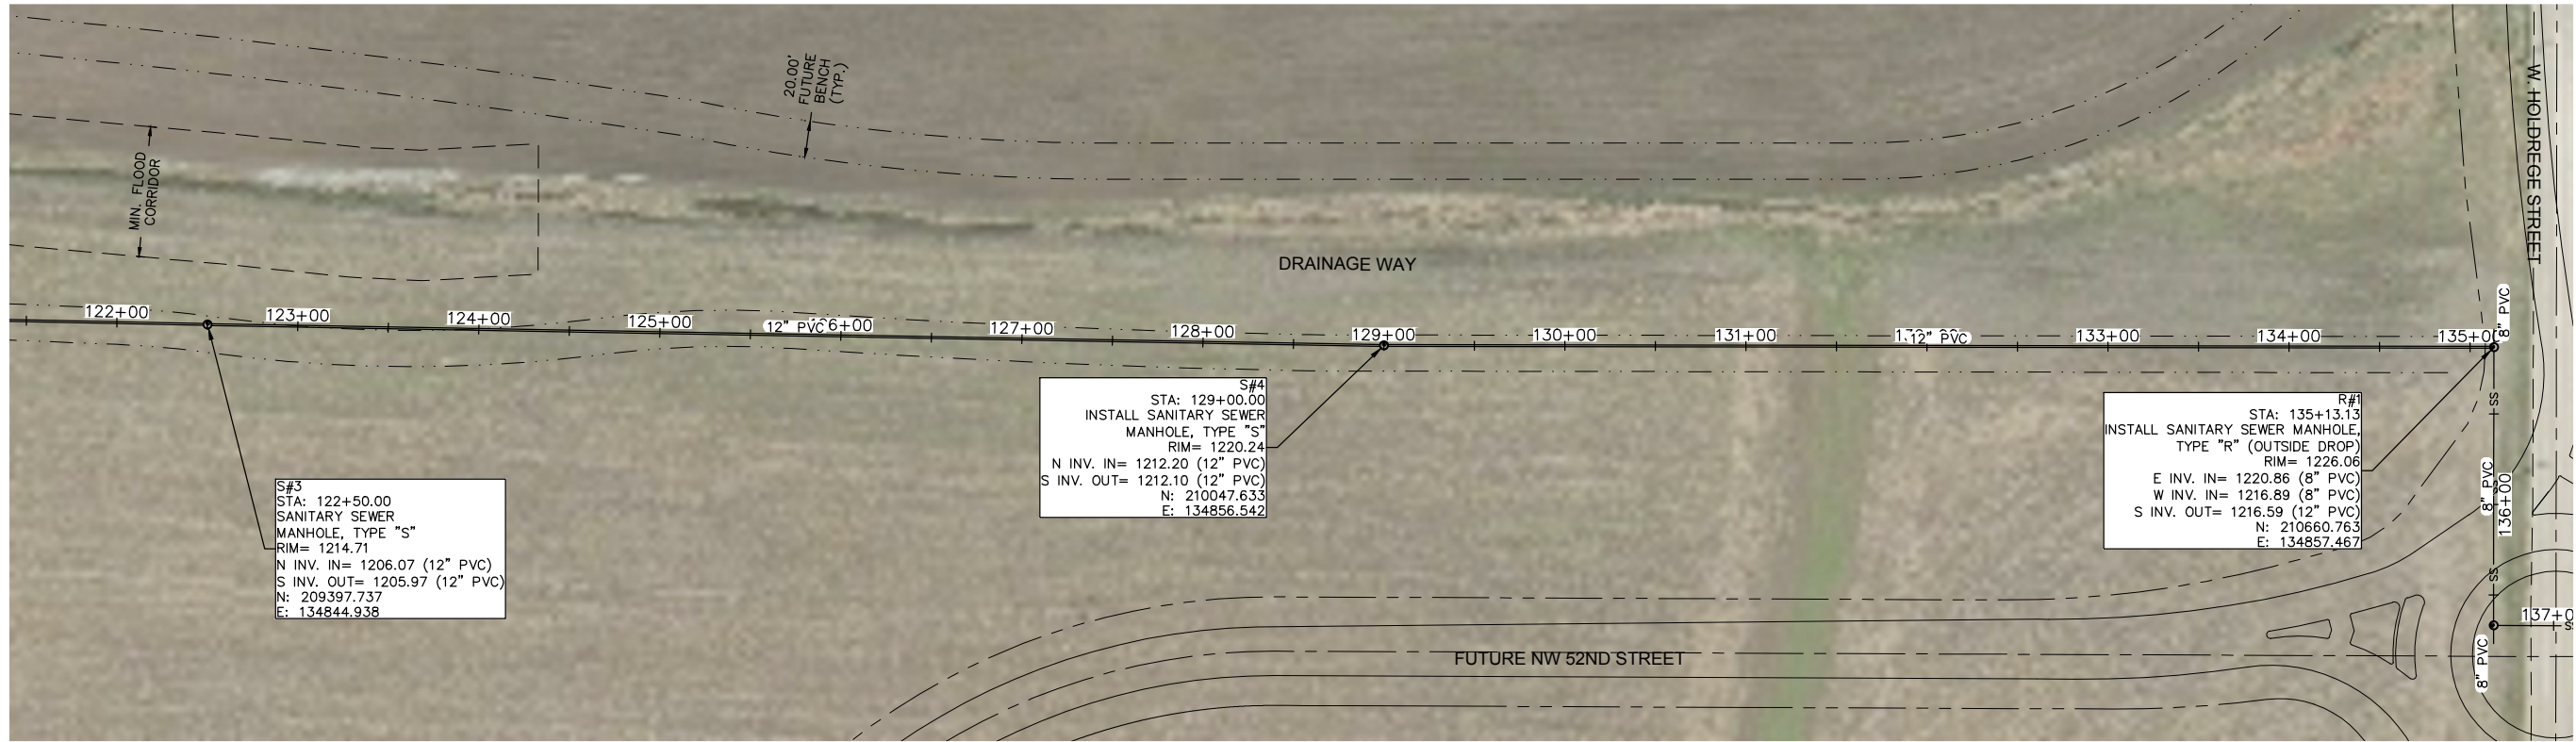 20.00'
FUTURE
BENCH
(TYP.)
MIN. FLOOD
CORRIDOR
W. HOLDREGE STREET
DRAINAGE WAY
122+00
123+00
124+00
125+00
12" PVC
127+00
128+00
129+00
130+00
131+00
12" PVC
133+00
134+00
8" PVC
S#4
STA: 129+00.00
INSTALL SANITARY SEWER
MANHOLE, TYPE "S"
RIM= 1220.24
N INV. IN= 1212.20 (12" PVC)
S INV. OUT= 1212.10 (12" PVC)
N: 210047.633
E: 134856.542
R#1
STA: 135+13.13
INSTALL SANITARY SEWER MANHOLE,
TYPE "R" (OUTSIDE DROP)
RIM= 1226.06
E INV. IN= 1220.86 (8" PVC)
W INV. IN= 1216.89 (8" PVC)
S INV. OUT= 1216.59 (12" PVC)
N: 210660.763
E: 134857.467
SS
8" PVC
SS
136+00
SS
S#3
STA: 122+50.00
SANITARY SEWER
MANHOLE, TYPE "S"
RIM= 1214.71
N INV. IN= 1206.07 (12" PVC)
S INV. OUT= 1205.97 (12" PVC)
N: 209397.737
E: 134844.938
137+0
8" PVC
FUTURE NW 52ND STREET